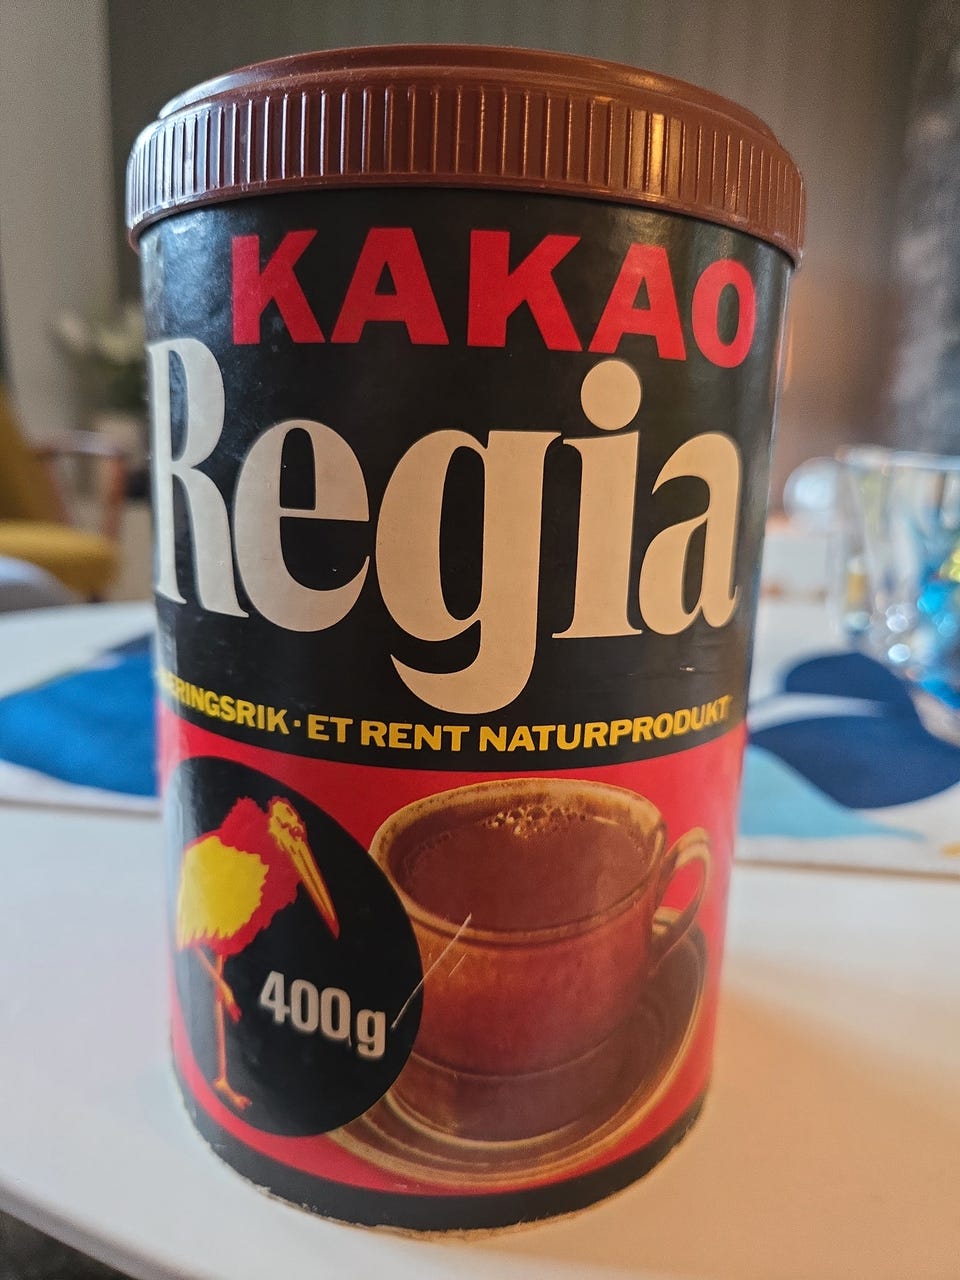 KAKAO
Regia
ERINGSRIK · ET RENT NATURPRODUKT
400g